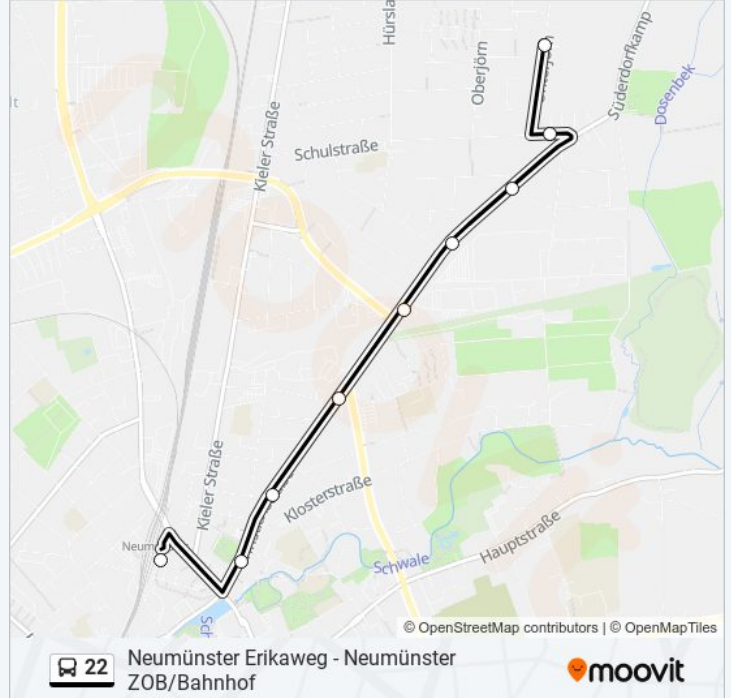 Hürsla
Oberjörn
Süderdorfkamp
Dosenbek
Kieler Straße
Schulstraße
Kieler Straße
Klosterstraße
Hauptstraße
Schwale
Neum
Sch
© OpenStreetMap contributors | © OpenMapTiles
22
Neumünster Erikaweg - Neumünster
ZOB/Bahnhof
moovit